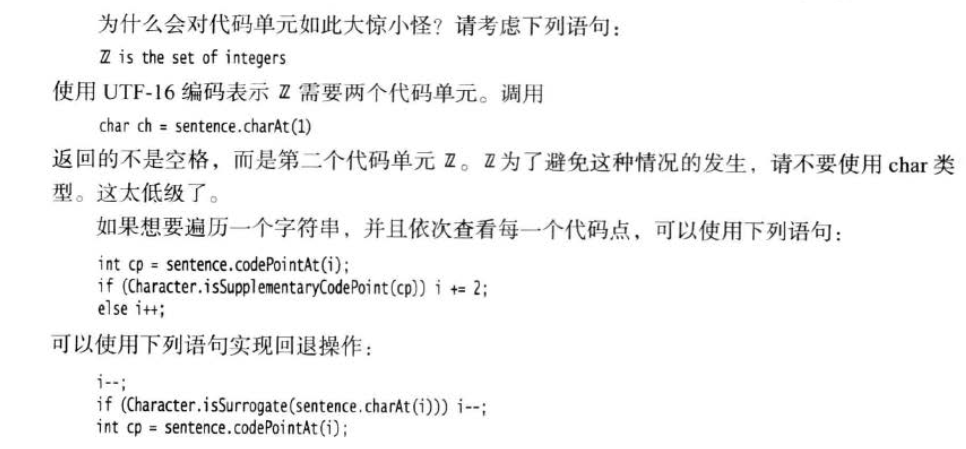 为什么会对代码单元如此大惊小怪？请考虑下列语句：
ℤ is the set of integers
使用 UTF-16 编码表示 ℤ 需要两个代码单元。调用
char ch = sentence.charAt(1)
返回的不是空格，而是第二个代码单元 ℤ。ℤ为了避免这种情况的发生，请不要使用 char 类
型。这太低级了。
如果想要遍历一个字符串，并且依次查看每一个代码点，可以使用下列语句：
int cp = sentence.codePointAt(i);
if (Character.isSupplementaryCodePoint(cp)) i += 2;
else i++;
可以使用下列语句实现回退操作：
i--;
if (Character.isSurrogate(sentence.charAt(i))) i--;
int cp = sentence.codePointAt(i);